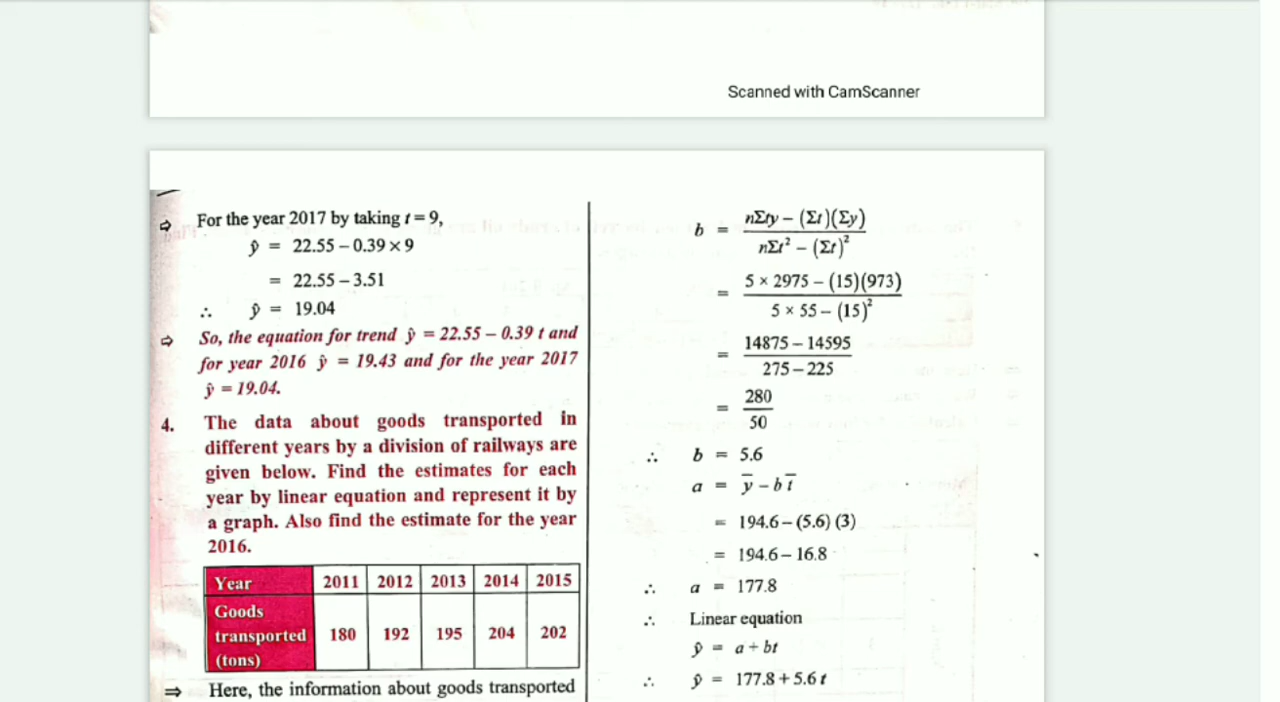 Scanned with CamScanner
⇨ For the year 2017 by taking t = 9,
ŷ = 22.55 – 0.39 × 9
= 22.55 – 3.51
∴ ŷ = 19.04
⇨ So, the equation for trend ŷ = 22.55 – 0.39 t and
for year 2016 ŷ = 19.43 and for the year 2017
ŷ = 19.04.
4. The data about goods transported in
different years by a division of railways are
given below. Find the estimates for each
year by linear equation and represent it by
a graph. Also find the estimate for the year
2016.
Year 2011 2012 2013 2014 2015
Goods
transported 180 192 195 204 202
(tons)
⇒ Here, the information about goods transported
b = nΣty – (Σt)(Σy) / nΣt² – (Σt)²
= 5 × 2975 – (15)(973) / 5 × 55 – (15)²
= 14875 – 14595 / 275 – 225
= 280 / 50
∴ b = 5.6
a = y̅ – b t̅
= 194.6 – (5.6) (3)
= 194.6 – 16.8
∴ a = 177.8
∴ Linear equation
ŷ = a + bt
∴ ŷ = 177.8 + 5.6 t